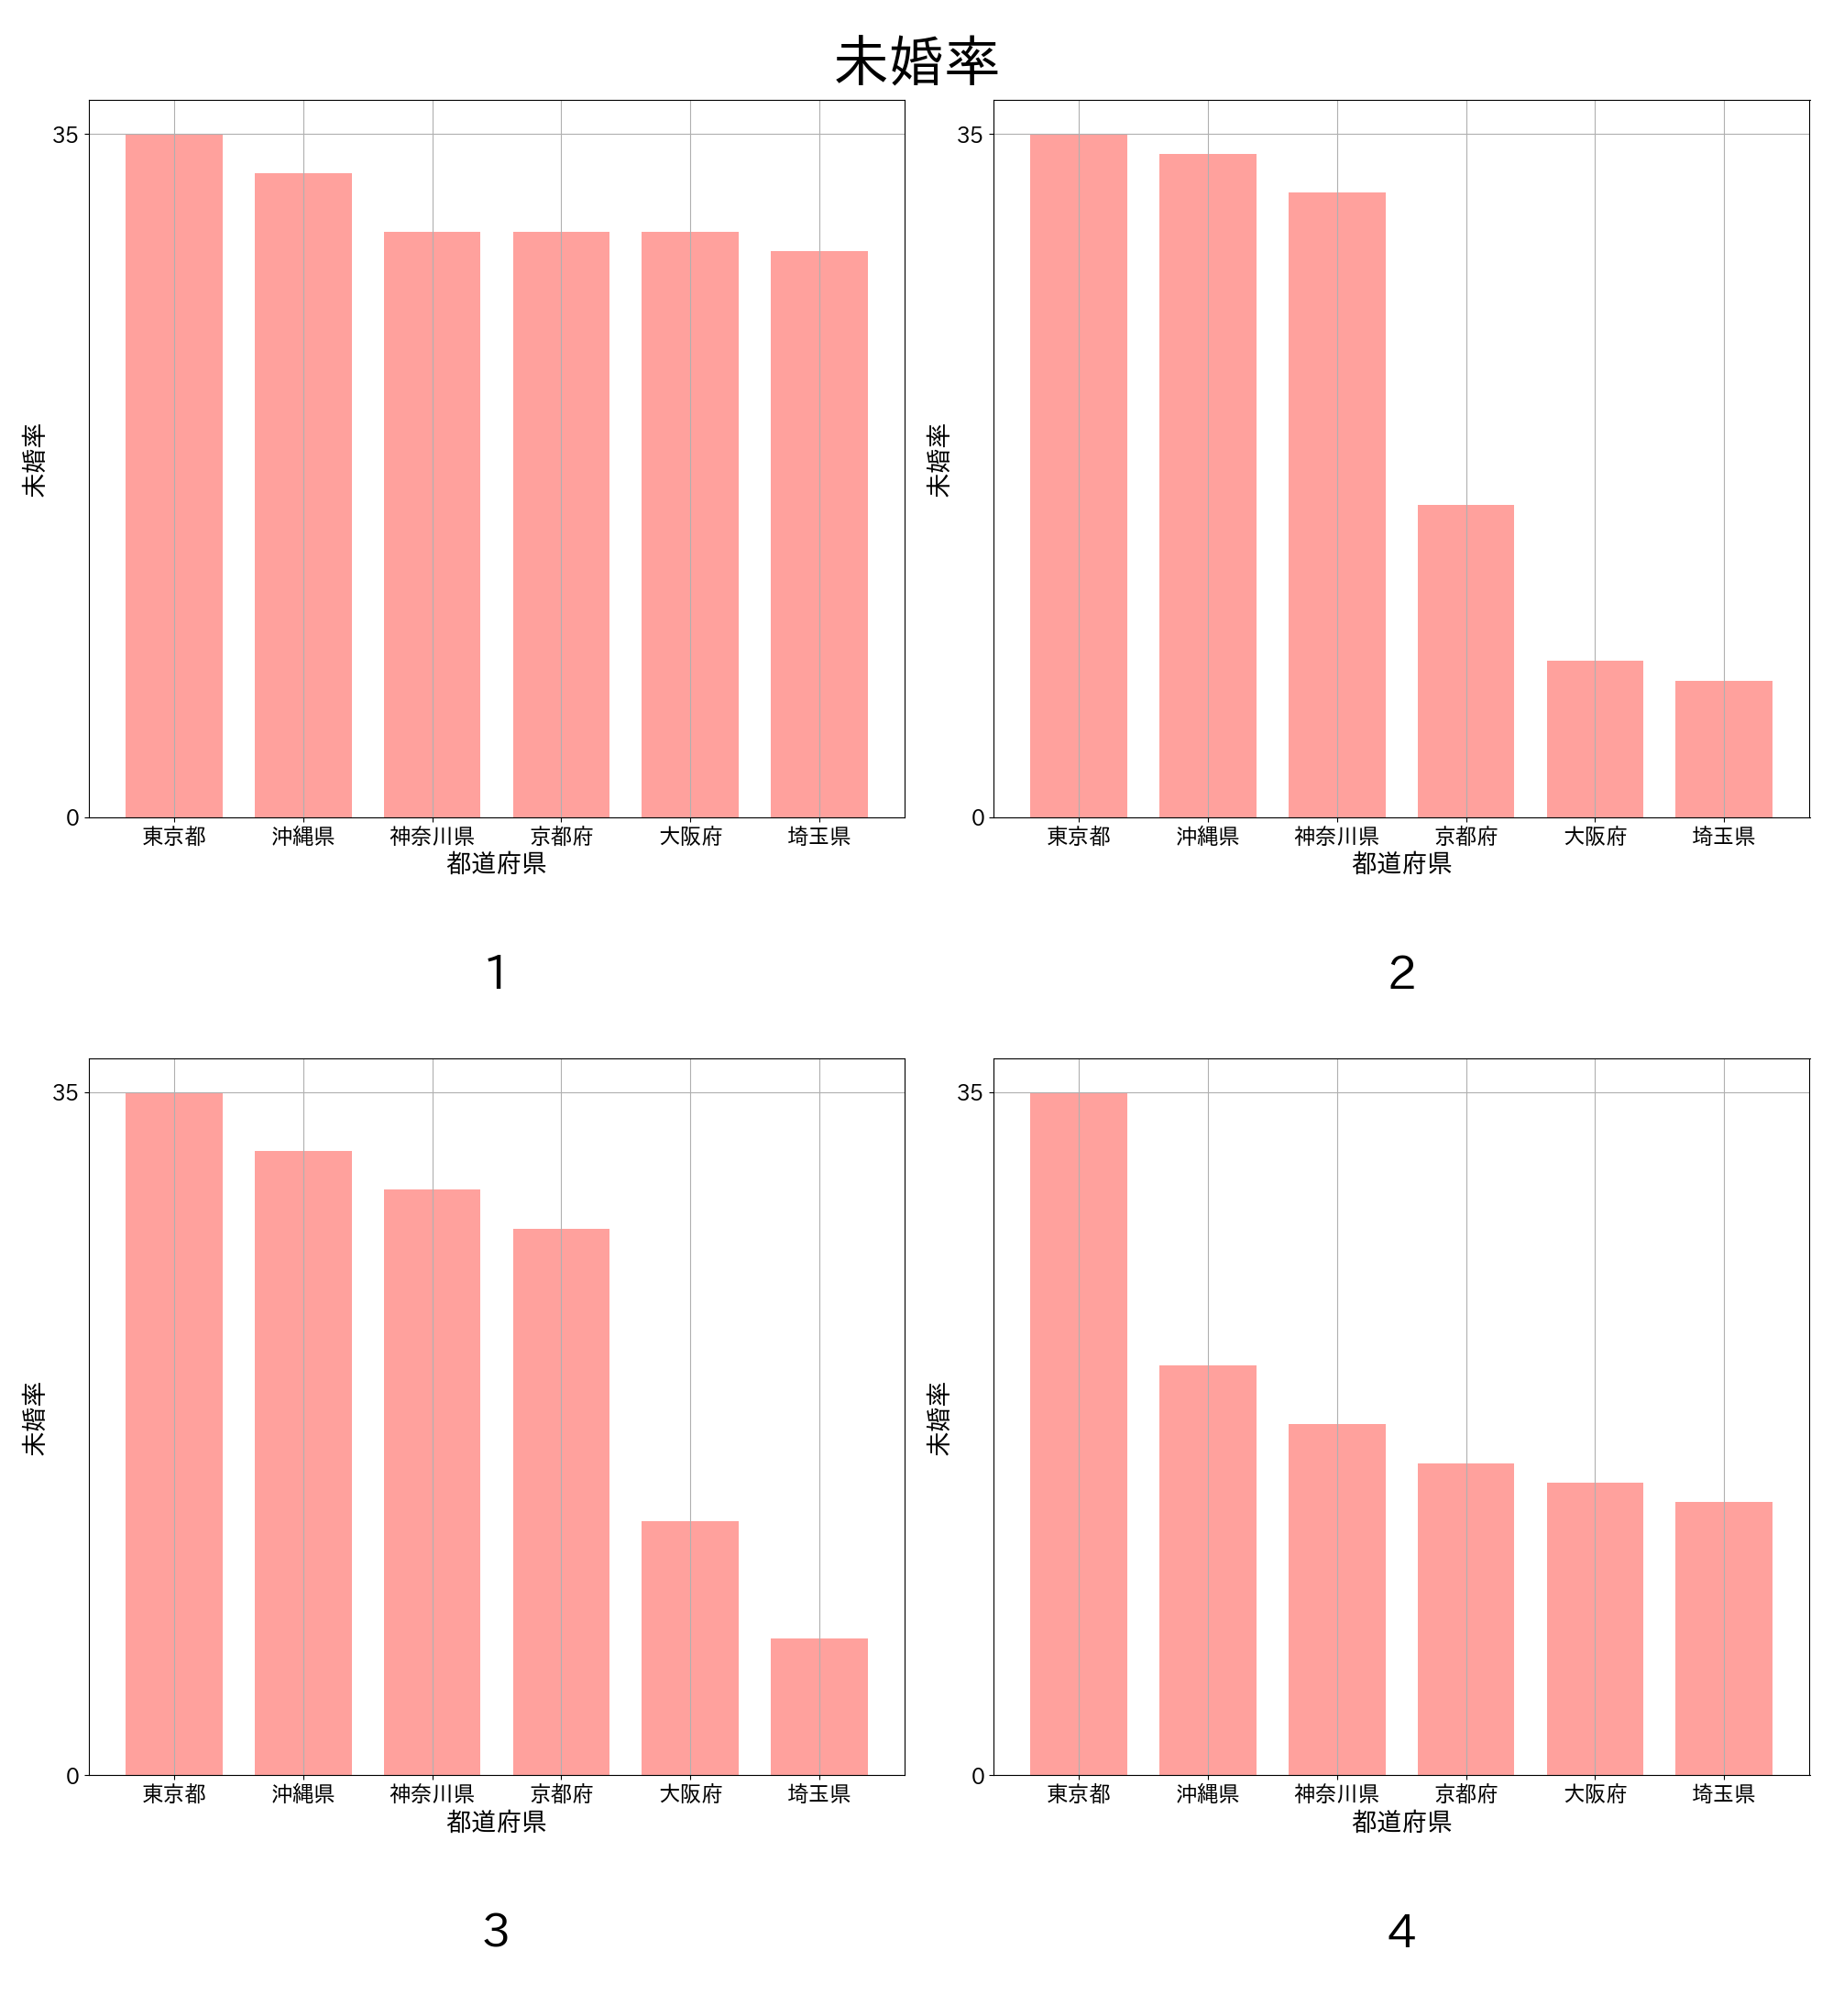 未婚率
35
0
未婚率
東京都 沖縄県 神奈川県 京都府 大阪府 埼玉県
都道府県
1
35
0
未婚率
東京都 沖縄県 神奈川県 京都府 大阪府 埼玉県
都道府県
2
35
0
未婚率
東京都 沖縄県 神奈川県 京都府 大阪府 埼玉県
都道府県
3
35
0
未婚率
東京都 沖縄県 神奈川県 京都府 大阪府 埼玉県
都道府県
4